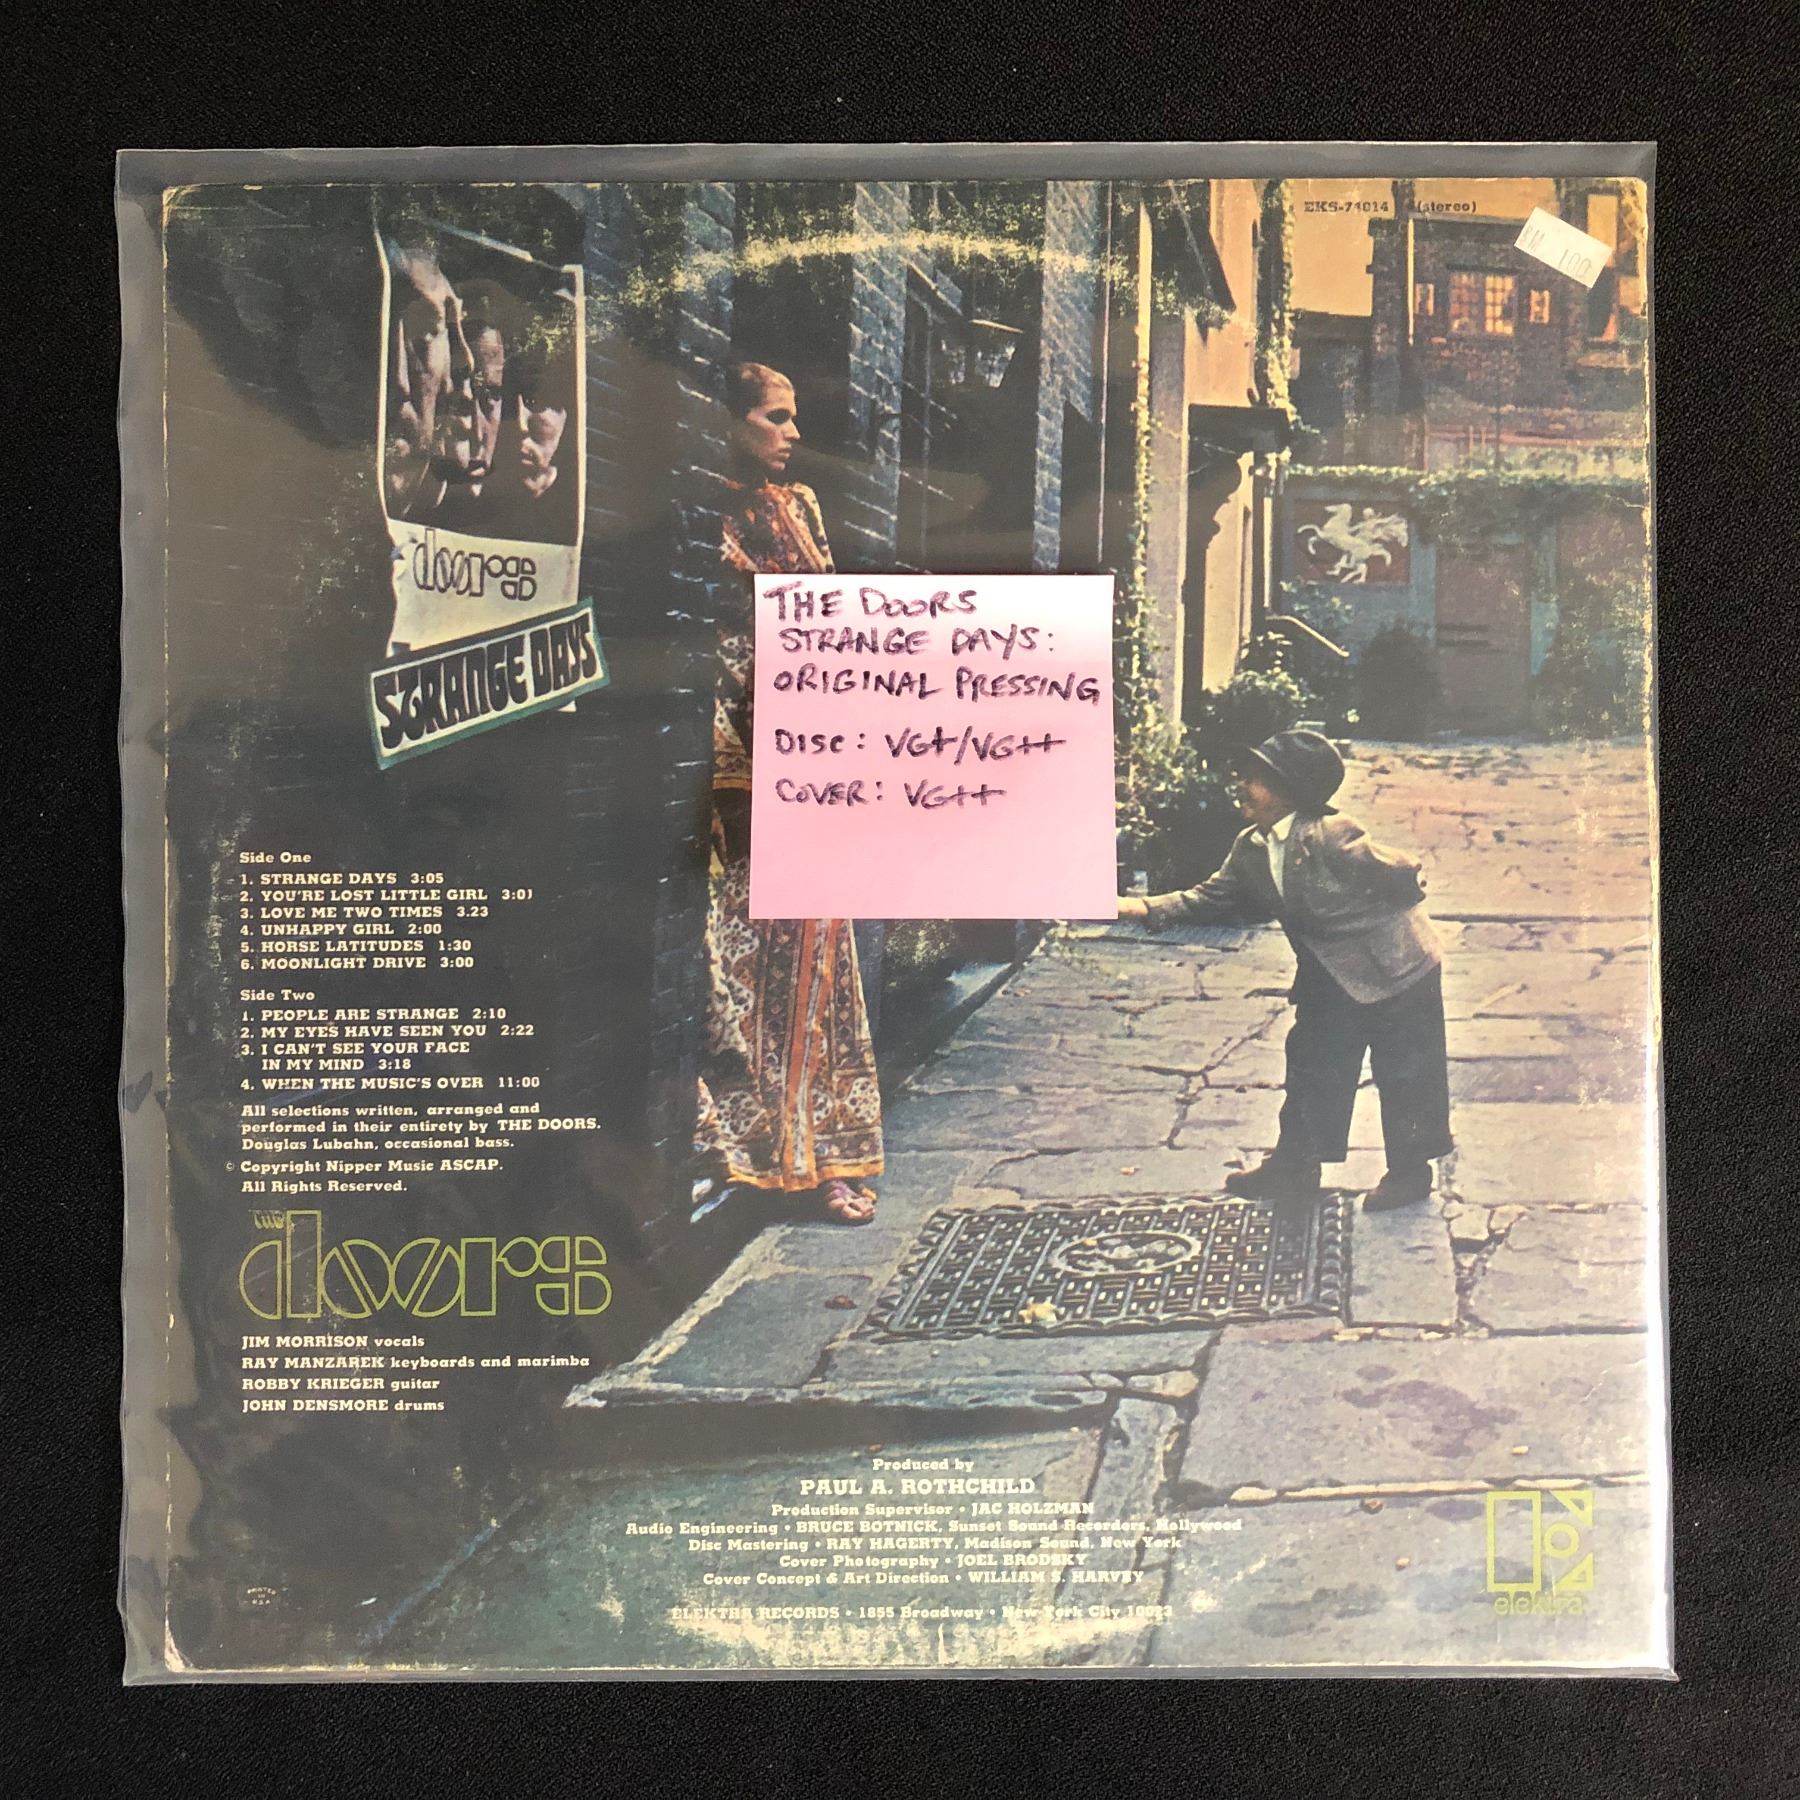 EKS-74014 (stereo)
RM 100
doors
STRANGE DAYS
THE DOORS
STRANGE DAYS:
ORIGINAL PRESSING
DISC: VG+/VG++
COVER: VG++
Side One
1. STRANGE DAYS 3:05
2. YOU'RE LOST LITTLE GIRL 3:01
3. LOVE ME TWO TIMES 3.23
4. UNHAPPY GIRL 2:00
5. HORSE LATITUDES 1:30
6. MOONLIGHT DRIVE 3:00
Side Two
1. PEOPLE ARE STRANGE 2:10
2. MY EYES HAVE SEEN YOU 2:22
3. I CAN'T SEE YOUR FACE
IN MY MIND 3:18
4. WHEN THE MUSIC'S OVER 11:00
All selections written, arranged and
performed in their entirety by THE DOORS.
Douglas Lubahn, occasional bass.
© Copyright Nipper Music ASCAP.
All Rights Reserved.
THE
doors
JIM MORRISON vocals
RAY MANZAREK keyboards and marimba
ROBBY KRIEGER guitar
JOHN DENSMORE drums
Produced by
PAUL A. ROTHCHILD
Production Supervisor • JAC HOLZMAN
Audio Engineering • BRUCE BOTNICK, Sunset Sound Recorders, Hollywood
Disc Mastering • RAY HAGERTY, Madison Sound, New York
Cover Photography • JOEL BRODSKY
Cover Concept & Art Direction • WILLIAM S. HARVEY
ELEKTRA RECORDS • 1855 Broadway • New York City 10023
PRINTED
IN
U.S.A.
elektra